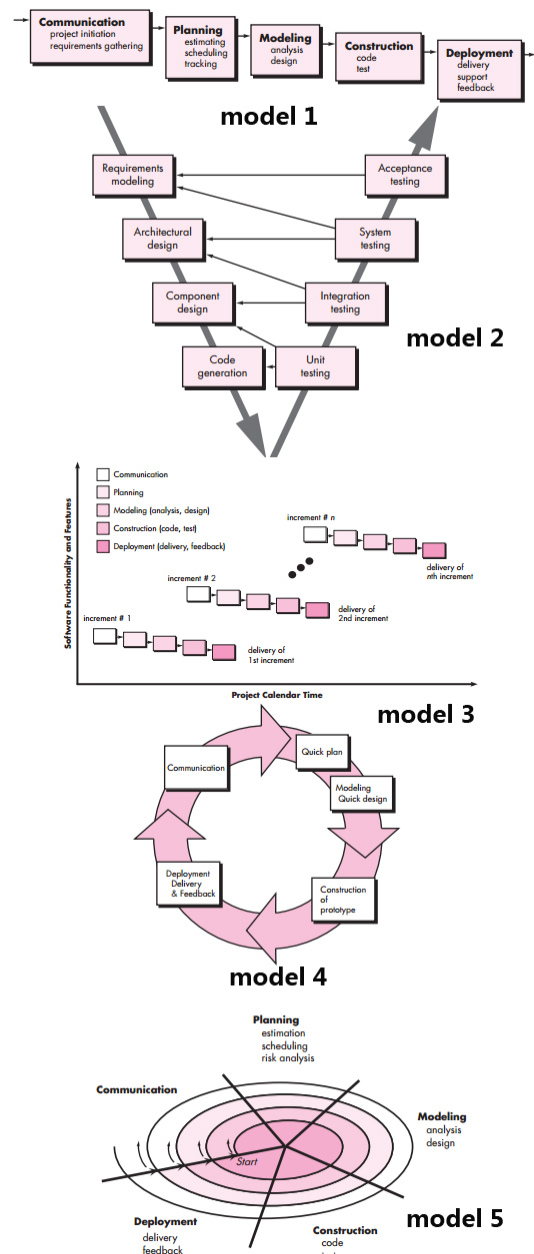 Communication
project initiation
requirements gathering
Planning
estimating
scheduling
tracking
Modeling
analysis
design
Construction
code
test
Deployment
delivery
support
feedback
model 1
Requirements
modeling
Acceptance
testing
Architectural
design
System
testing
Component
design
Integration
testing
model 2
Code
generation
Unit
testing
Software Functionality and Features
Communication
Planning
Modeling (analysis, design)
Construction (code, test)
Deployment (delivery, feedback)
increment # n
delivery of
nth increment
increment # 2
delivery of
2nd increment
increment # 1
delivery of
1st increment
Project Calendar Time
model 3
Quick plan
Communication
Modeling
Quick design
Deployment
Delivery
& Feedback
Construction
of
prototype
model 4
Planning
estimation
scheduling
risk analysis
Communication
Modeling
analysis
design
Start
model 5
Deployment
delivery
feedback
Construction
code